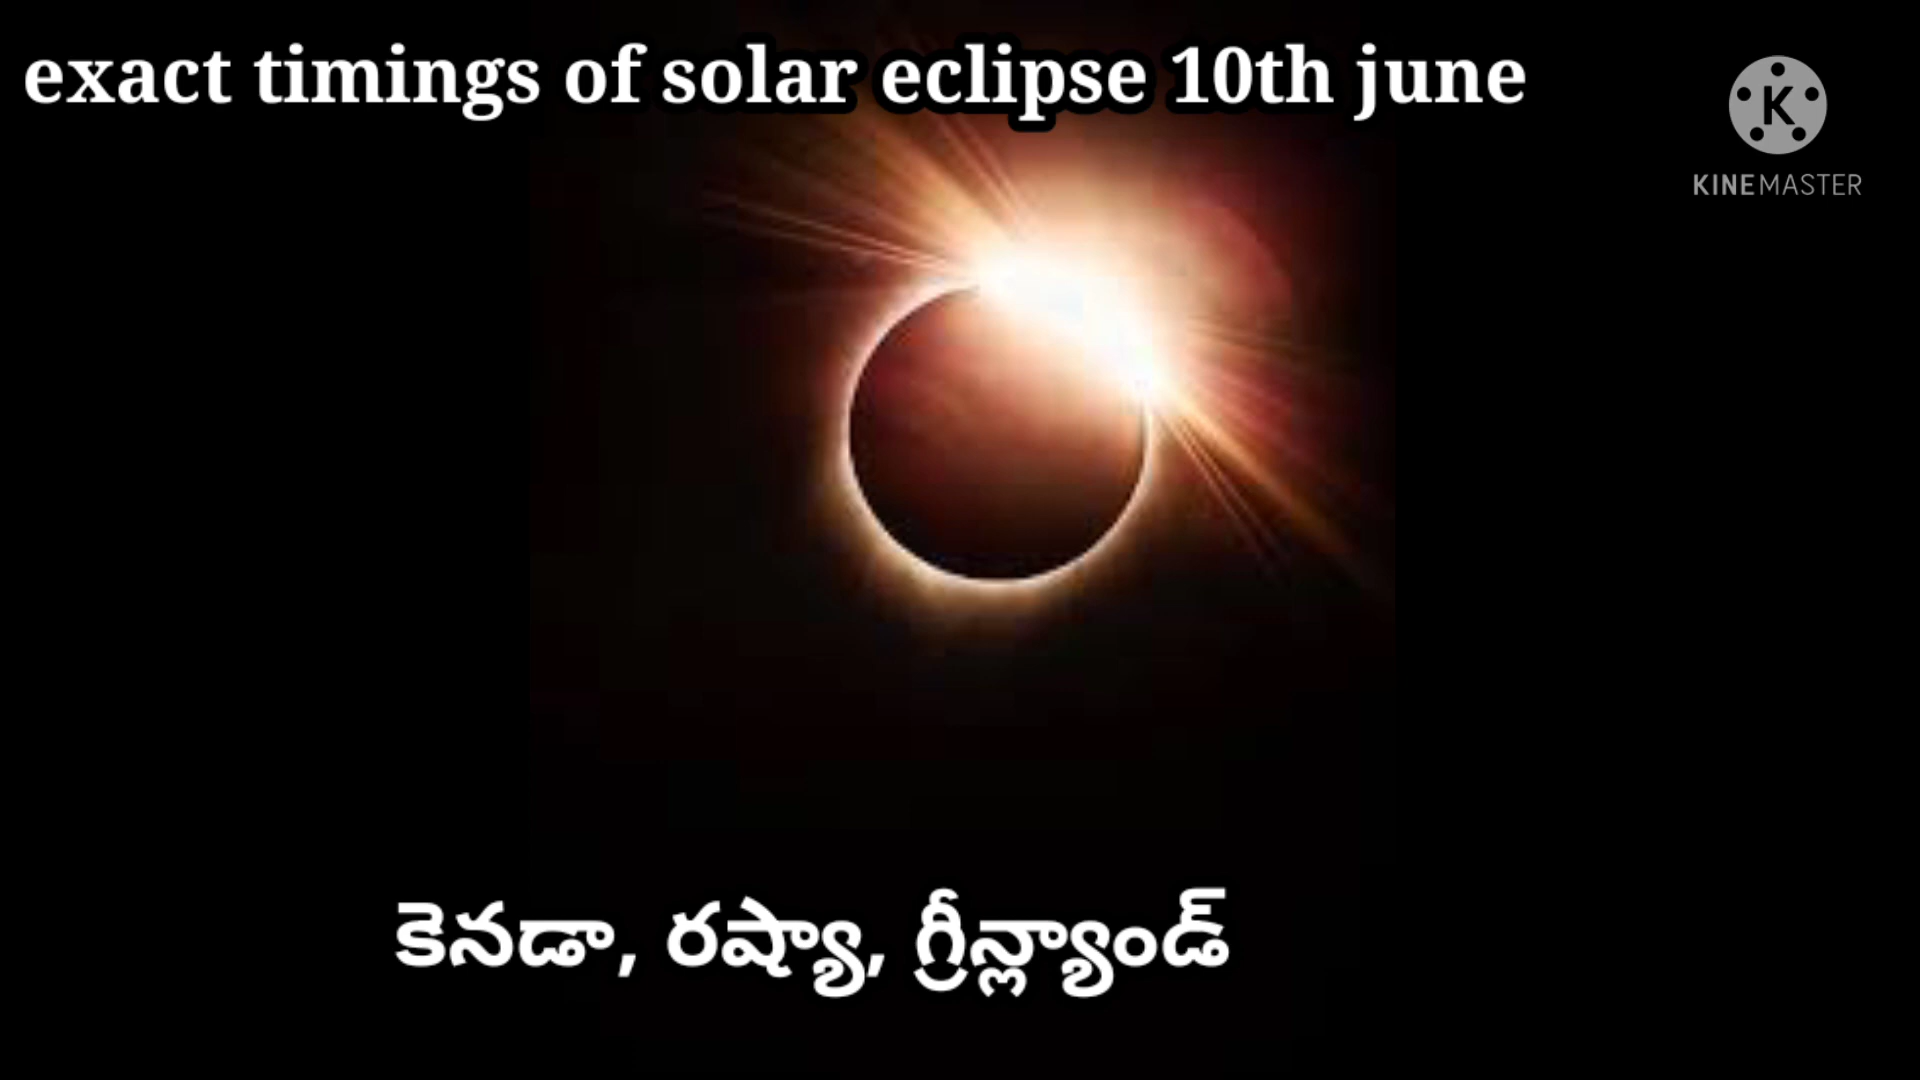 exact timings of solar eclipse 10th june
K
KINEMASTER
కెనడా, రష్యా, గ్రీన్ల్యాండ్